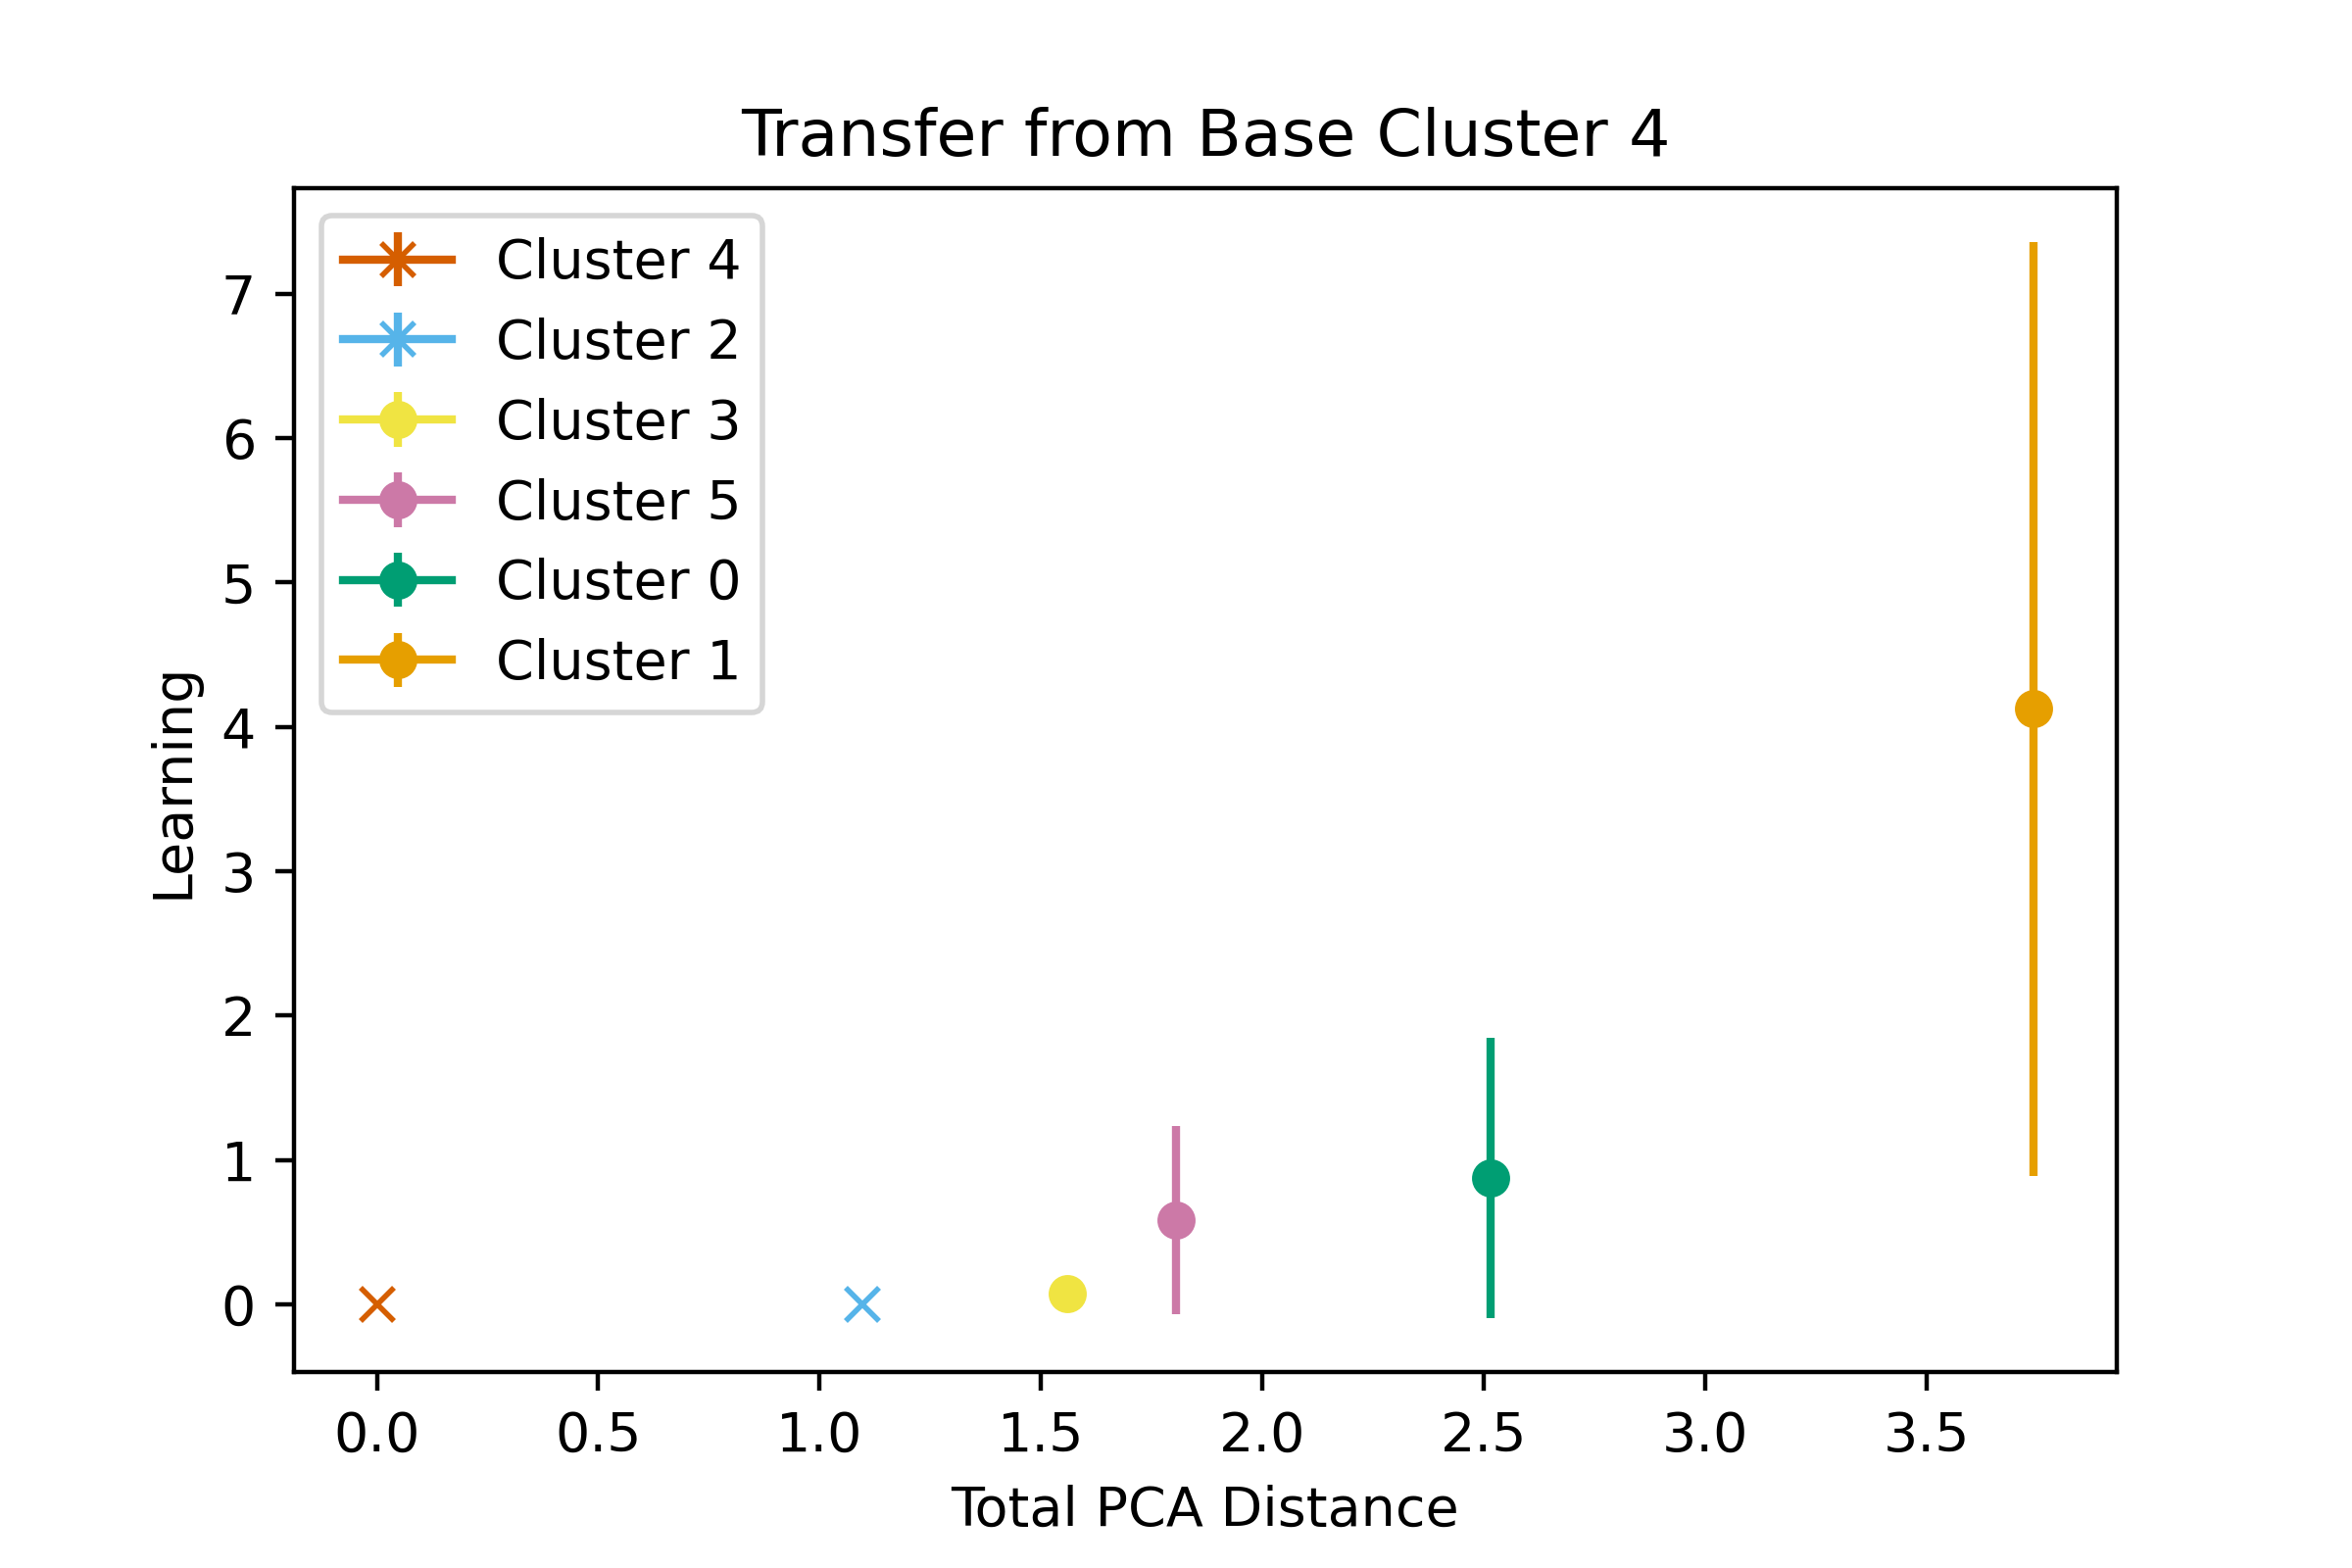 Transfer from Base Cluster 4
Cluster 4
Cluster 2
Cluster 3
Cluster 5
Cluster 0
Cluster 1
7
6
5
4
3
2
1
0
Learning
0.0 0.5 1.0 1.5 2.0 2.5 3.0 3.5
Total PCA Distance